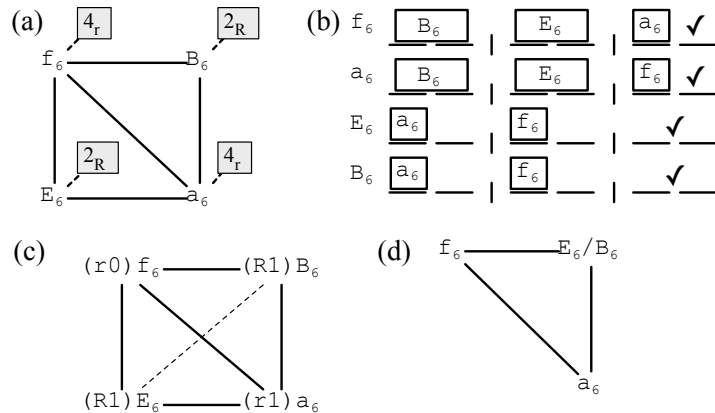 (a)
4r 2R
f6 B6
2R 4r
E6 a6
(b)
f6 B6 | E6 | a6 ✓
a6 B6 | E6 | f6 ✓
E6 a6 | f6 | ✓
B6 a6 | f6 | ✓
(c)
(r0)f6 (R1)B6
(R1)E6 (r1)a6
(d)
f6 E6/B6
a6